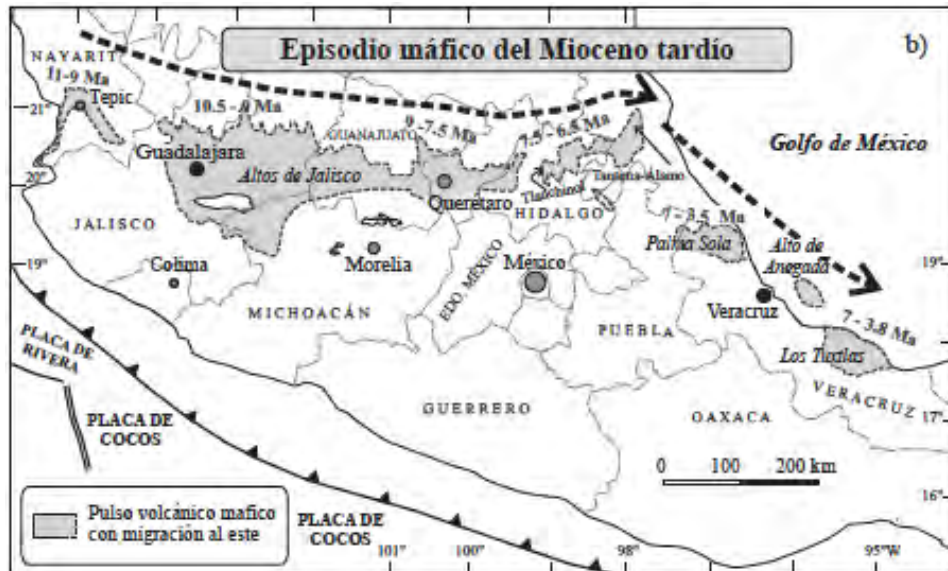 Episodio máfico del Mioceno tardío
b)
NAYARIT
11-9 Ma
Tepic
21°
10.5 - 9 Ma
GUANAJUATO
9 -7.5 Ma
7.5 - 6.5 Ma
Golfo de México
Guadalajara
Altos de Jalisco
Querétaro
Tlanchinol
Tantima-Álamo
HIDALGO
20°
JALISCO
7 - 3.5 Ma
Palma Sola
Alto de
Anegada
19°
19°
Colima
Morelia
México
EDO. MÉXICO
MICHOACÁN
Veracruz
PUEBLA
7 - 3.8 Ma
Los Tuxtlas
PLACA DE
RIVERA
PLACA DE
COCOS
GUERRERO
OAXACA
VERACRUZ
17°
0 100 200 km
16°
Pulso volcánico mafico
con migración al este
PLACA DE
COCOS
101°
100°
98°
95°W